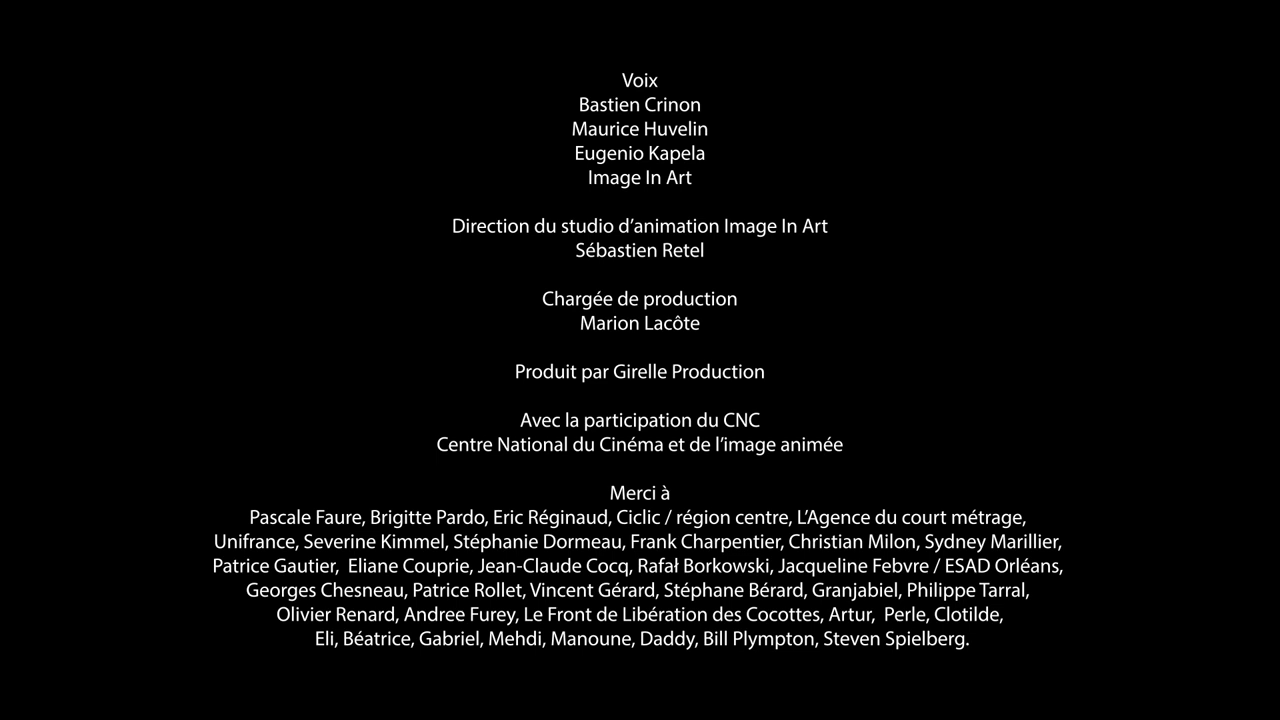 Voix
Bastien Crinon
Maurice Huvelin
Eugenio Kapela
Image In Art
Direction du studio d’animation Image In Art
Sébastien Retel
Chargée de production
Marion Lacôte
Produit par Girelle Production
Avec la participation du CNC
Centre National du Cinéma et de l’image animée
Merci à
Pascale Faure, Brigitte Pardo, Eric Réginaud, Ciclic / région centre, L’Agence du court métrage,
Unifrance, Severine Kimmel, Stéphanie Dormeau, Frank Charpentier, Christian Milon, Sydney Marillier,
Patrice Gautier,  Eliane Couprie, Jean-Claude Cocq, Rafał Borkowski, Jacqueline Febvre / ESAD Orléans,
Georges Chesneau, Patrice Rollet, Vincent Gérard, Stéphane Bérard, Granjabiel, Philippe Tarral,
Olivier Renard, Andree Furey, Le Front de Libération des Cocottes, Artur,  Perle, Clotilde,
Eli, Béatrice, Gabriel, Mehdi, Manoune, Daddy, Bill Plympton, Steven Spielberg.